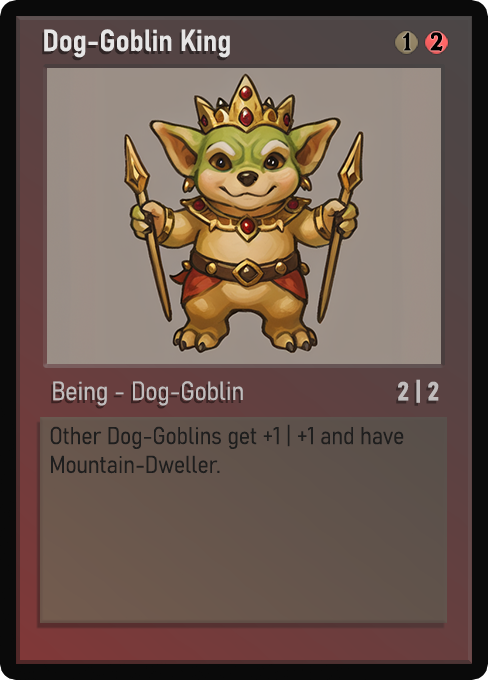 Dog-Goblin King 1 2
Being - Dog-Goblin 2|2
Other Dog-Goblins get +1 | +1 and have
Mountain-Dweller.